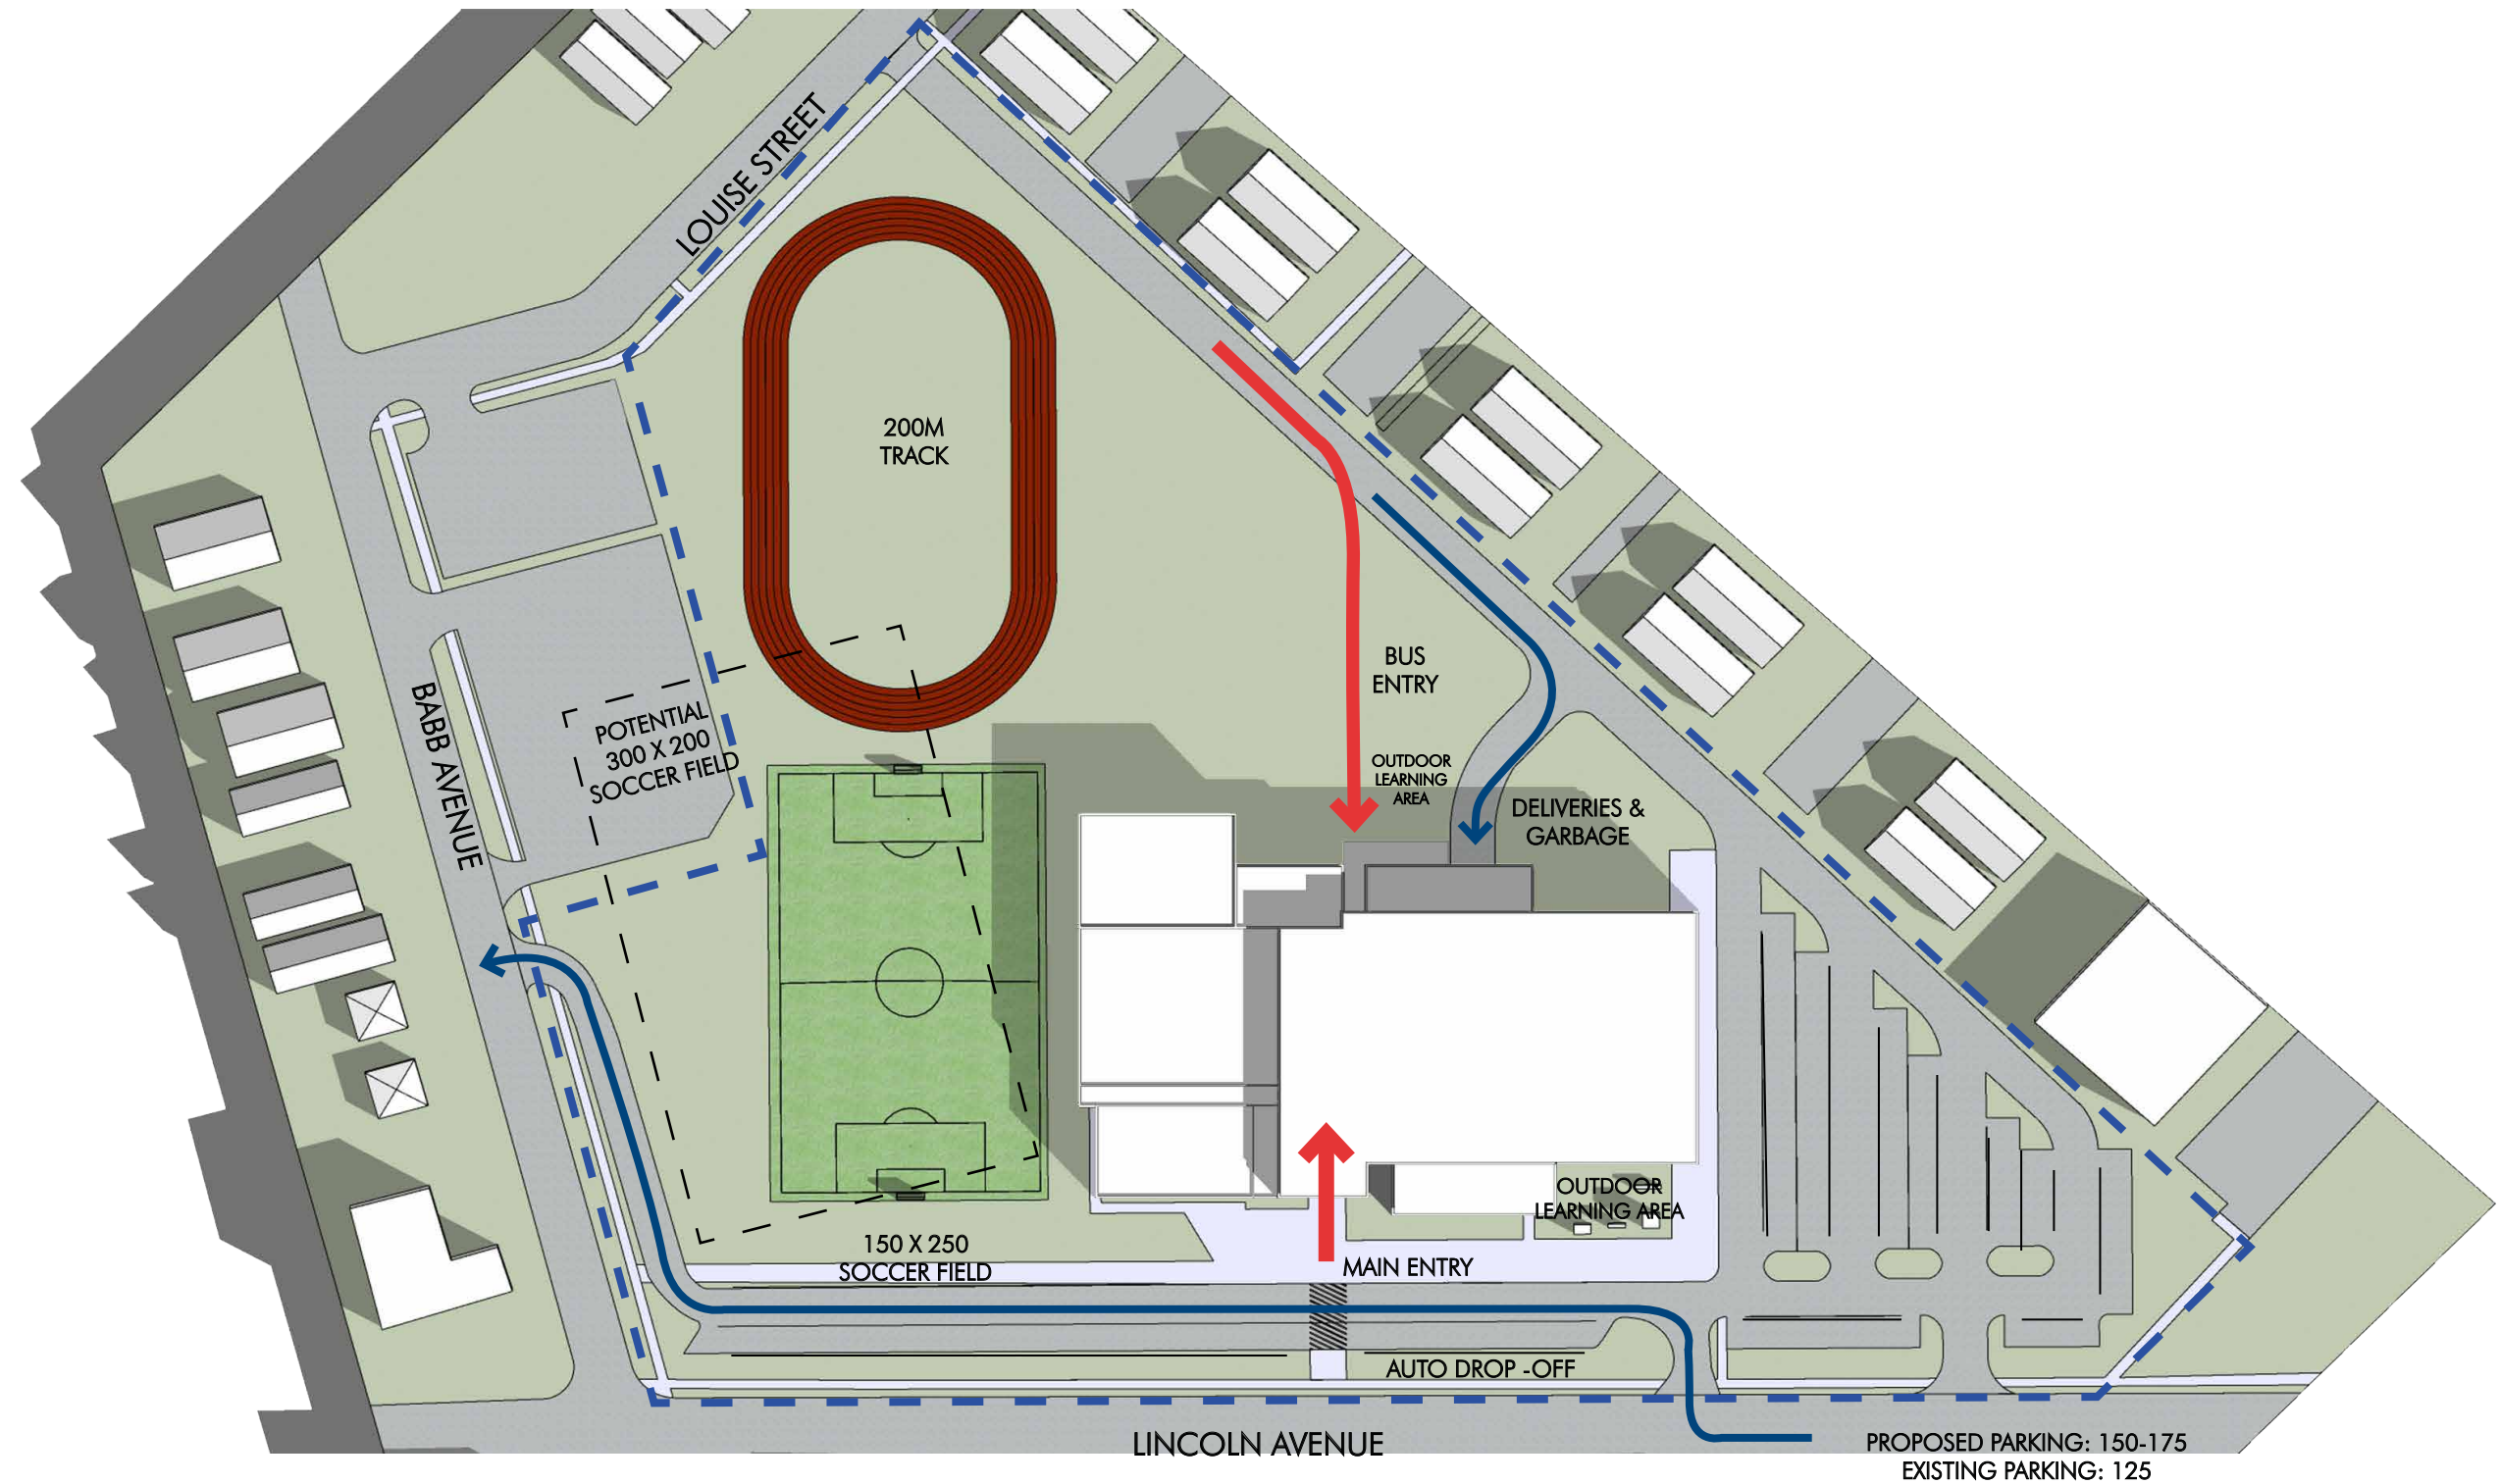 LOUISE STREET
200M
TRACK
BUS
ENTRY
POTENTIAL
300 X 200
SOCCER FIELD
BABB AVENUE
OUTDOOR
LEARNING
AREA
DELIVERIES &
GARBAGE
OUTDOOR
LEARNING AREA
150 X 250
SOCCER FIELD
MAIN ENTRY
AUTO DROP -OFF
LINCOLN AVENUE
PROPOSED PARKING: 150-175
EXISTING PARKING: 125